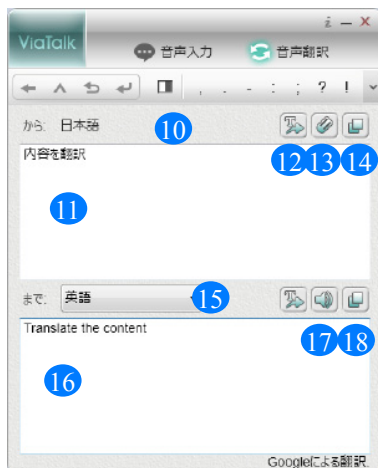 i – ×
ViaTalk 音声入力 音声翻訳
, . - : ; ? !
から: 日本語 10
12 13 14
内容を翻訳
11
まで: 英語 15
17 18
Translate the content
16
Googleによる翻訳